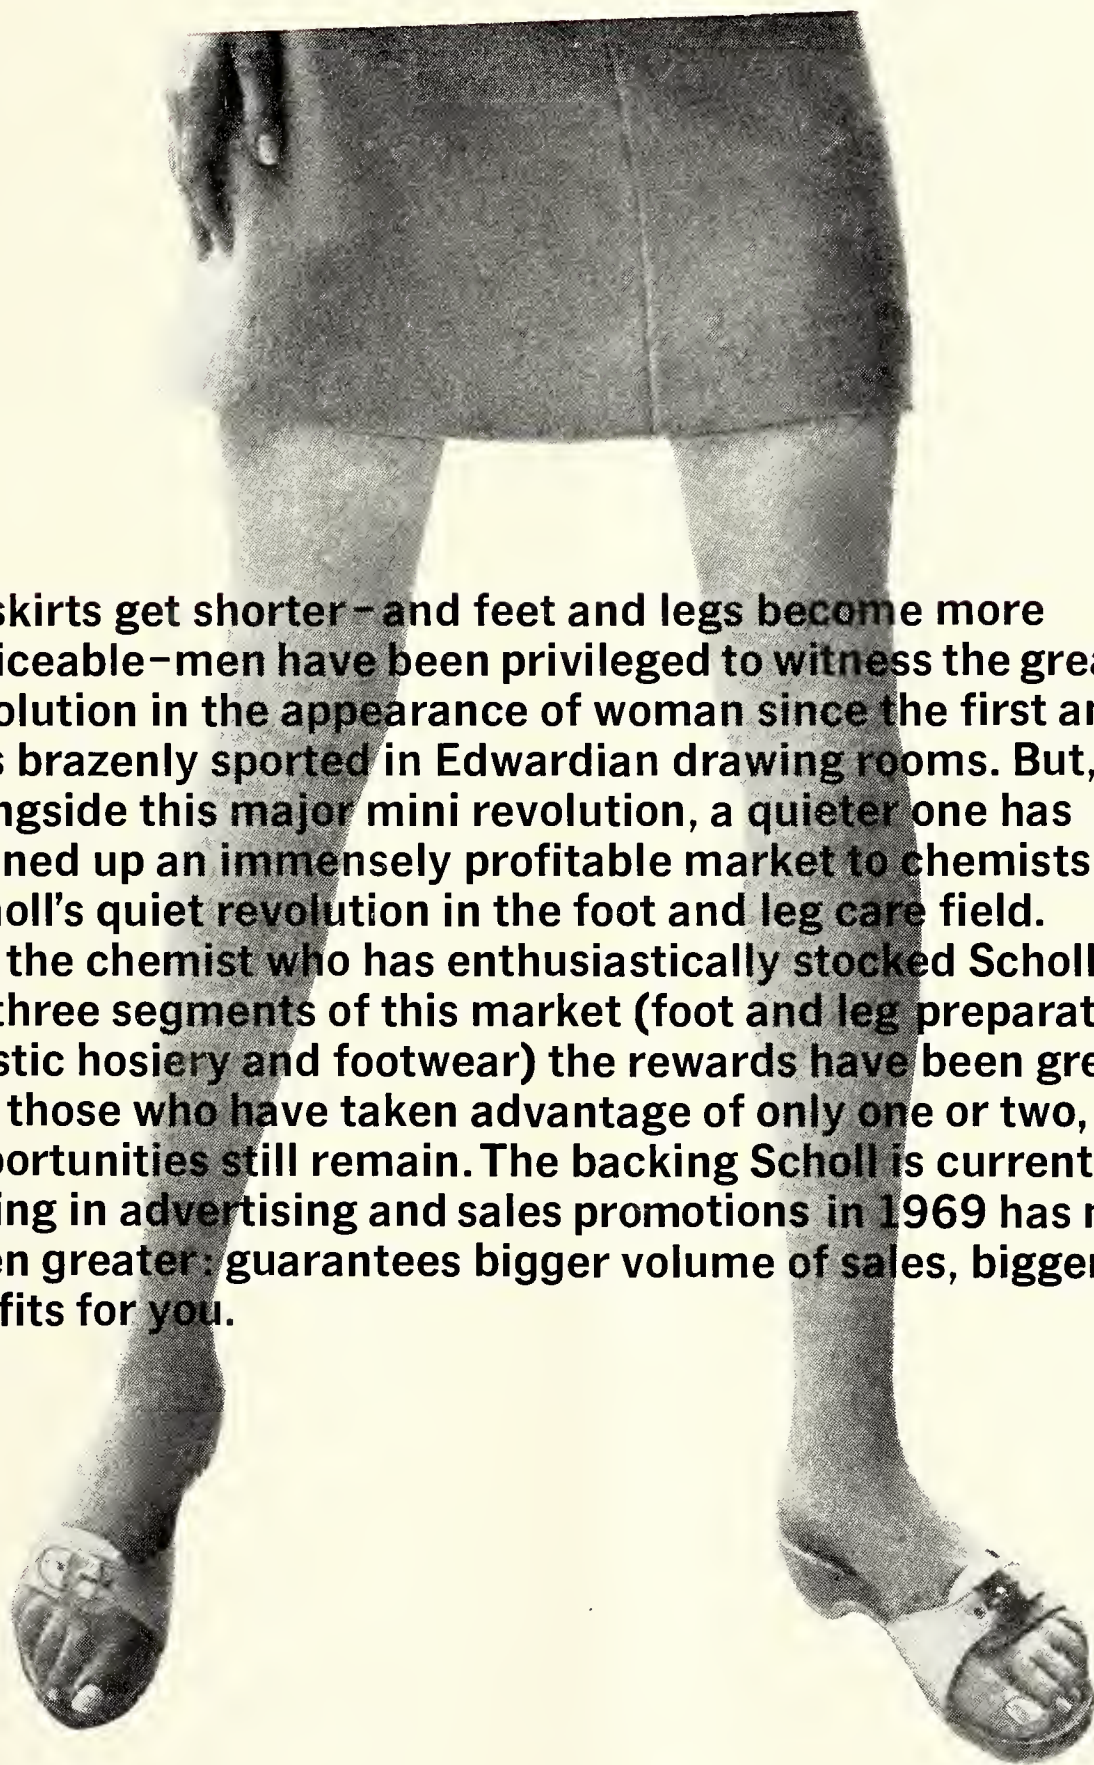 skirts get shorter–and feet and legs become more
iceable–men have been privileged to witness the grea
olution in the appearance of woman since the first an
s brazenly sported in Edwardian drawing rooms. But,
ngside this major mini revolution, a quieter one has
ned up an immensely profitable market to chemists
noll's quiet revolution in the foot and leg care field.
the chemist who has enthusiastically stocked Scholl
three segments of this market (foot and leg preparat
stic hosiery and footwear) the rewards have been gre
those who have taken advantage of only one or two,
portunities still remain. The backing Scholl is current
ing in advertising and sales promotions in 1969 has n
en greater: guarantees bigger volume of sales, bigger
fits for you.